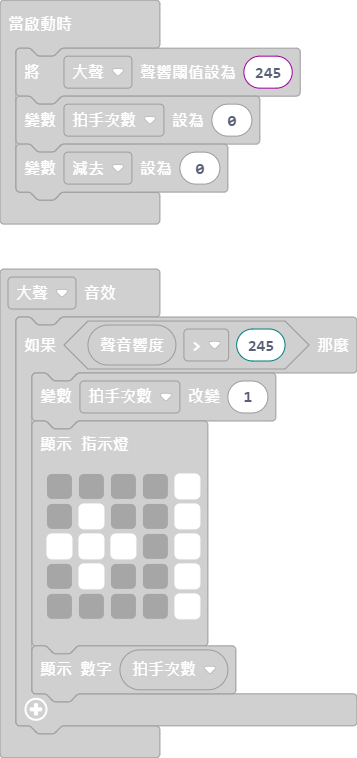 當啟動時
將 大聲 聲響閾值設為 245
變數 拍手次數 設為 0
變數 減去 設為 0
大聲 音效
如果 聲音響度 > 245 那麼
變數 拍手次數 改變 1
顯示 指示燈
顯示 數字 拍手次數